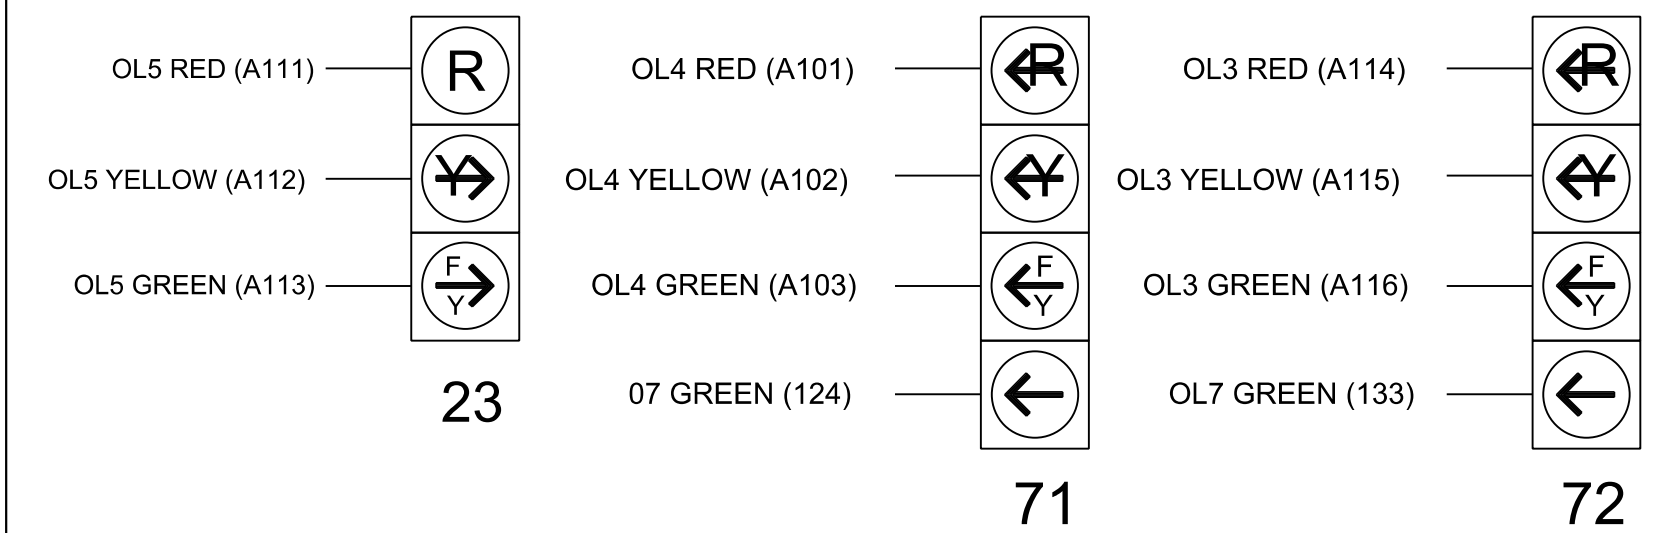 OL5 RED (A111)
R
OL5 YELLOW (A112)
Y
OL5 GREEN (A113)
F
Y
23
OL4 RED (A101)
R
OL4 YELLOW (A102)
Y
OL4 GREEN (A103)
F
Y
07 GREEN (124)
71
OL3 RED (A114)
R
OL3 YELLOW (A115)
Y
OL3 GREEN (A116)
F
Y
OL7 GREEN (133)
72